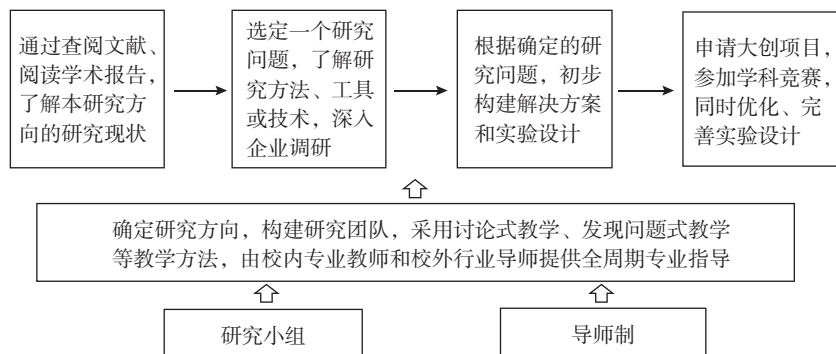 通过查阅文献、
阅读学术报告，
了解本研究方
向的研究现状
选定一个研究
问题，了解研
究方法、工具
或技术，深入
企业调研
根据确定的研
究问题，初步
构建解决方案
和实验设计
申请大创项目，
参加学科竞赛，
同时优化、完
善实验设计
确定研究方向，构建研究团队，采用讨论式教学、发现问题式教学
等教学方法，由校内专业教师和校外行业导师提供全周期专业指导
研究小组
导师制